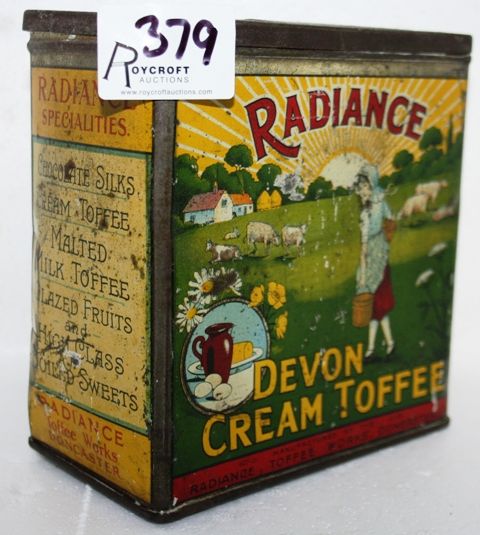 379
ROYCROFT
AUCTIONS
www.roycroftauctions.com
RADIANCE
SPECIALITIES.
CHOCOLATE SILKS
CREAM TOFFEE
MALTED
MILK TOFFEE
GLAZED FRUITS
and
HIGH CLASS
BOILED SWEETS
RADIANCE
Toffee Works
DONCASTER
RADIANCE
DEVON
CREAM TOFFEE
MANUFACTURED
RADIANCE TOFFEE WORKS